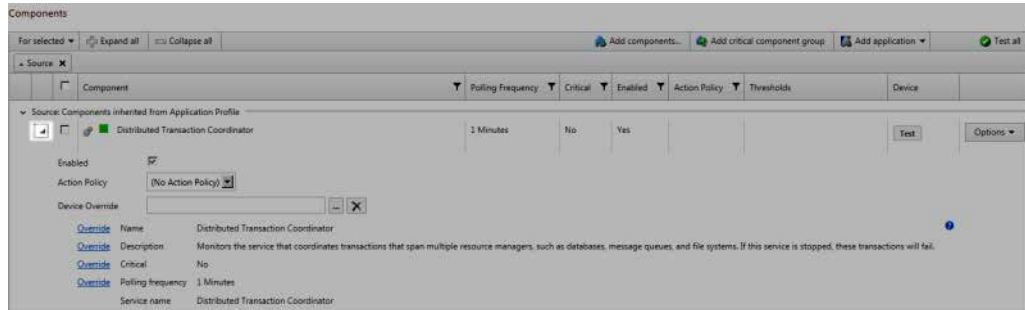 Components
For selected Expand all Collapse all Add components... Add critical component group Add application Test all
Source X
Component Polling Frequency Critical Enabled Action Policy Thresholds Device
Source: Components inherited from Application Profile
Distributed Transaction Coordinator 1 Minutes No Yes Test Options
Enabled
Action Policy (No Action Policy)
Device Override ... X
Override Name Distributed Transaction Coordinator
Override Description Monitors the service that coordinates transactions that span multiple resource managers, such as databases, message queues, and file systems. If this service is stopped, these transactions will fail.
Override Critical No
Override Polling frequency 1 Minutes
Service name Distributed Transaction Coordinator